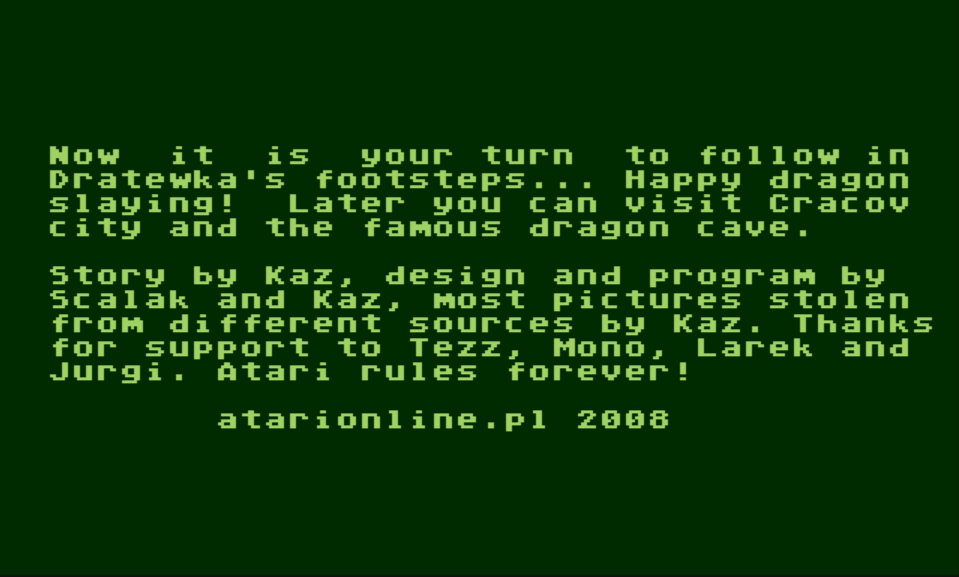 Now  it  is  your turn  to follow in
Dratewka's footsteps... Happy dragon
slaying!  Later you can visit Cracov
city and the famous dragon cave.
Story by Kaz, design and program by
Scalak and Kaz, most pictures stolen
from different sources by Kaz. Thanks
for support to Tezz, Mono, Larek and
Jurgi. Atari rules forever!
atarionline.pl 2008